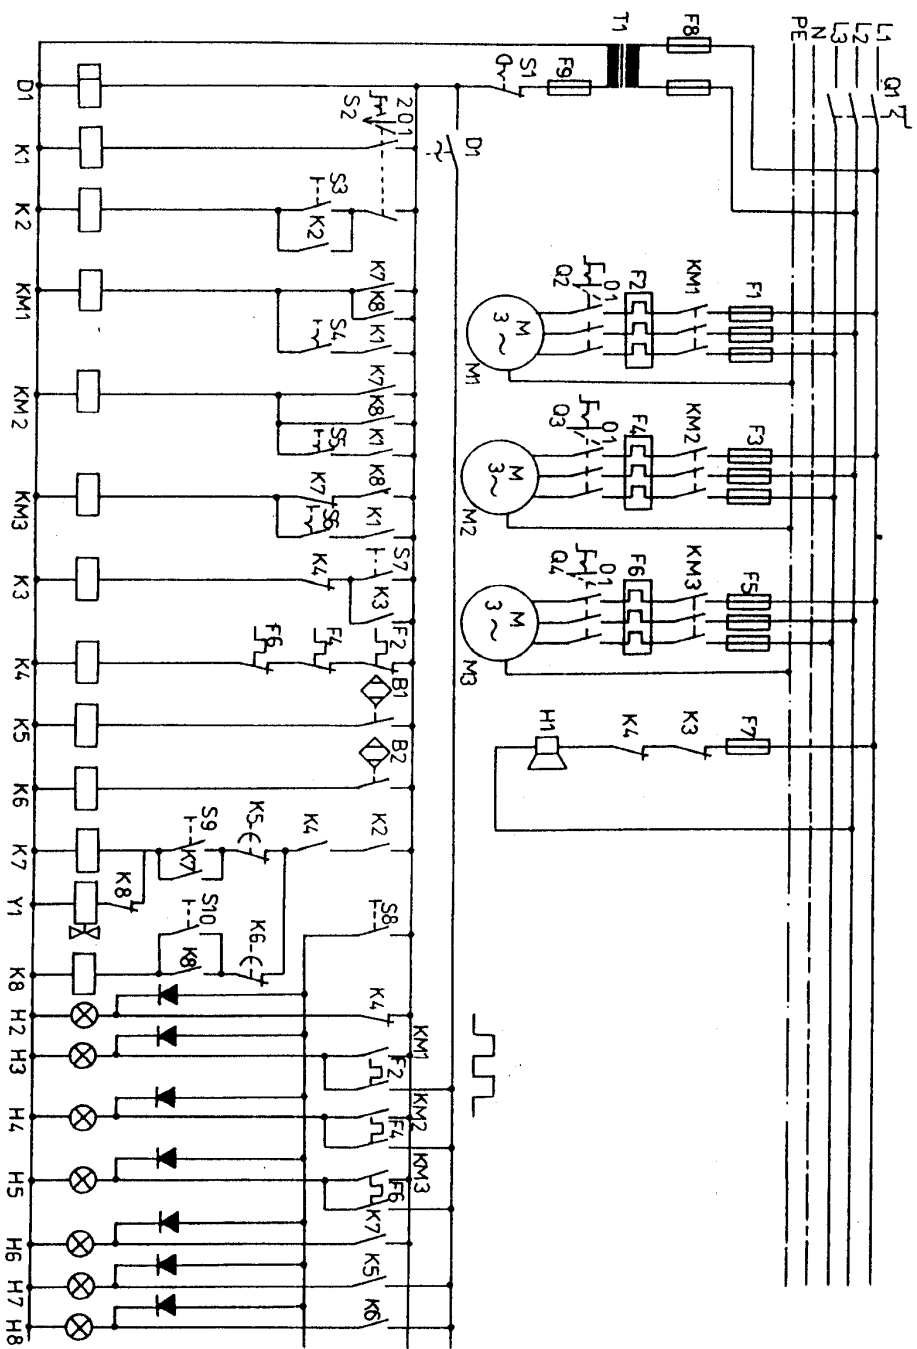 L1
L2
L3
N
PE
Q1
F8
T1
F9
S1
D1
F1
KM1
F2
0 1
Q2
M
3 ~
M1
F3
KM2
F4
0 1
Q3
M
3 ~
M2
F5
KM3
F6
0 1
Q4
M
3 ~
M3
F7
K3
K4
H1
2 0 1
S2
S3
K2
K7
K8
S4
K1
K7
K8
S5
K1
K8
K7
S6
K1
S7
K3
K4
F2
F4
F6
B1
B2
K2
K4
K5
S9
K7
K8
S8
K6
S10
K8
K4
KM1
F2
KM2
F4
KM3
F6
K7
K5
K6
D1
K1
K2
KM1
KM2
KM3
K3
K4
K5
K6
K7
Y1
K8
H2
H3
H4
H5
H6
H7
H8